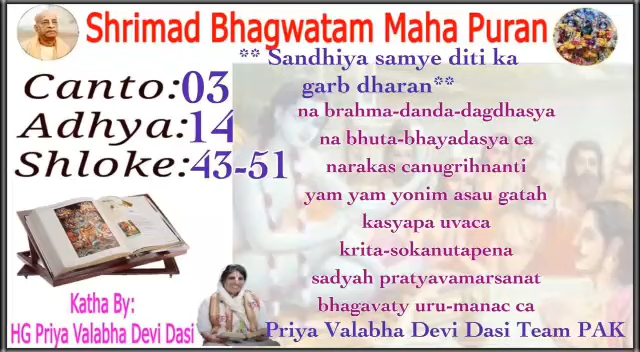 Shrimad Bhagwatam Maha Puran
** Sandhiya samye diti ka
garb dharan**
Canto:03
Adhya:14
Shloke:43-51
na brahma-danda-dagdhasya
na bhuta-bhayadasya ca
narakas canugrihnanti
yam yam yonim asau gatah
kasyapa uvaca
krita-sokanutapena
sadyah pratyavamarsanat
bhagavaty uru-manac ca
Katha By:
HG Priya Valabha Devi Dasi
Priya Valabha Devi Dasi Team PAK